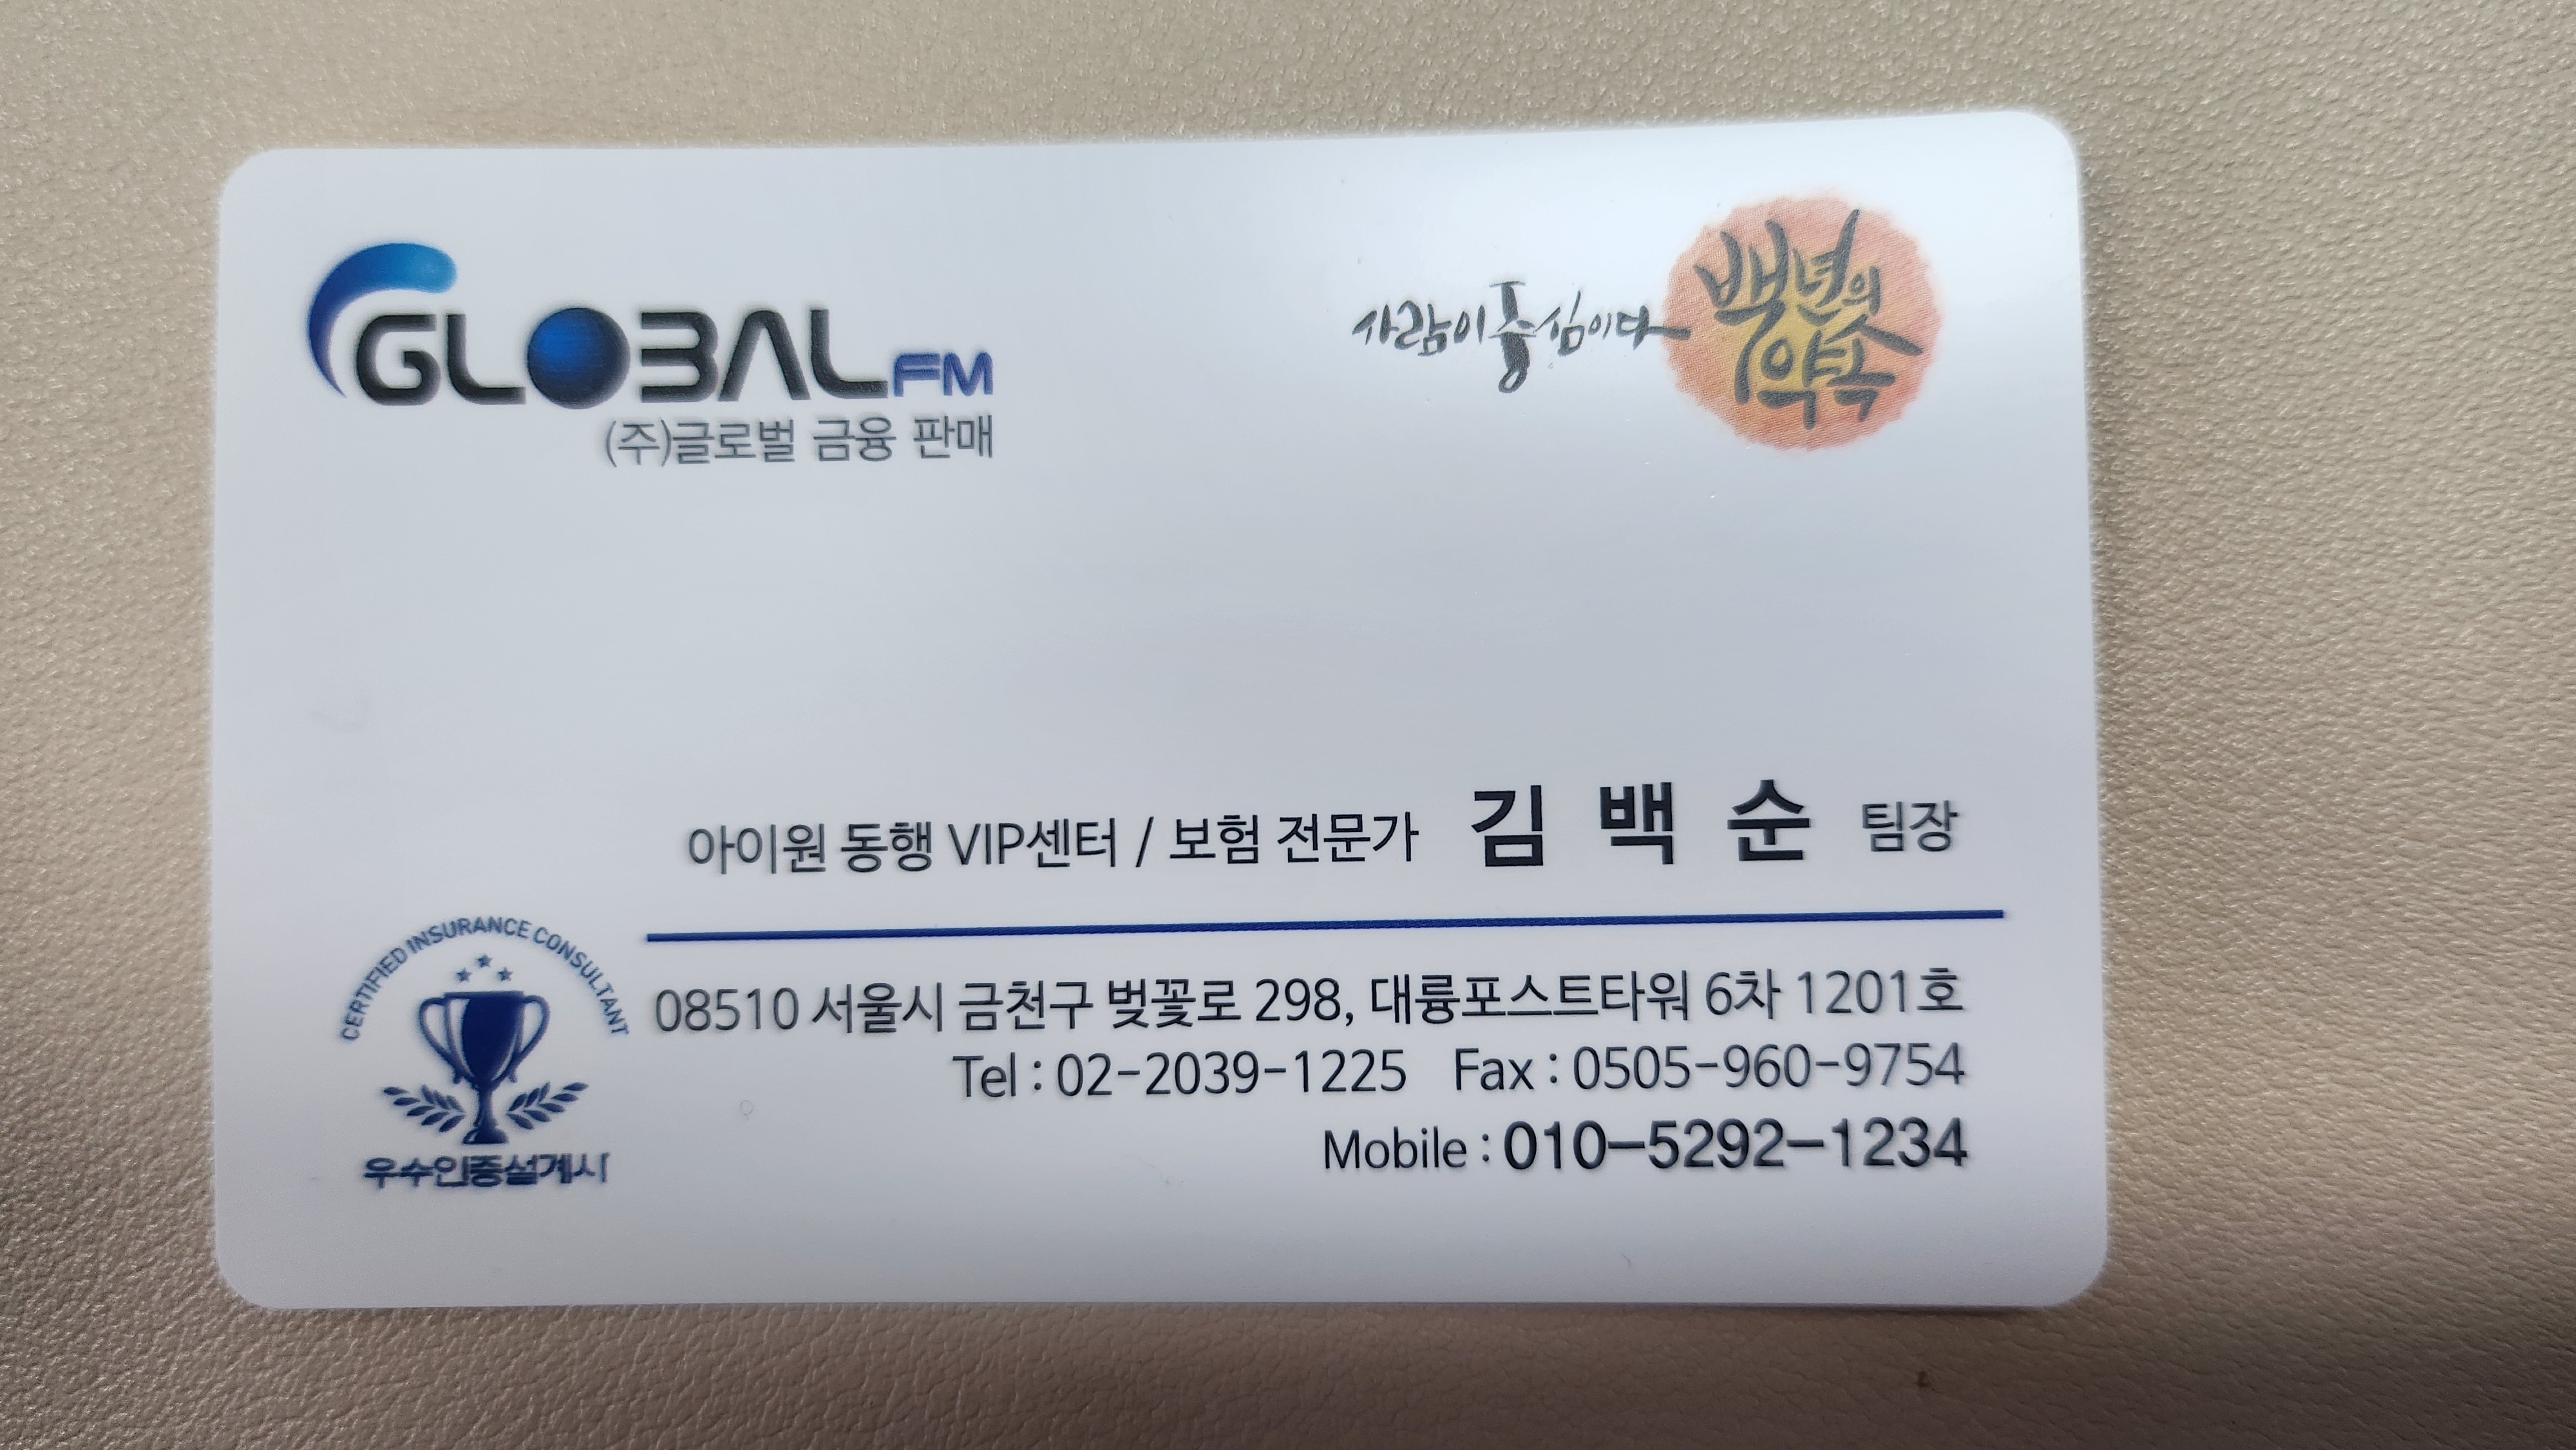 GLOBAL FM
(주)글로벌 금융 판매
사람이 중심이다
백년의
약속
아이원 동행 VIP센터 / 보험 전문가 김 백 순 팀장
CERTIFIED INSURANCE CONSULTANT
우수인증설계사
08510 서울시 금천구 벚꽃로 298, 대륭포스트타워 6차 1201호
Tel : 02-2039-1225 Fax : 0505-960-9754
Mobile : 010-5292-1234